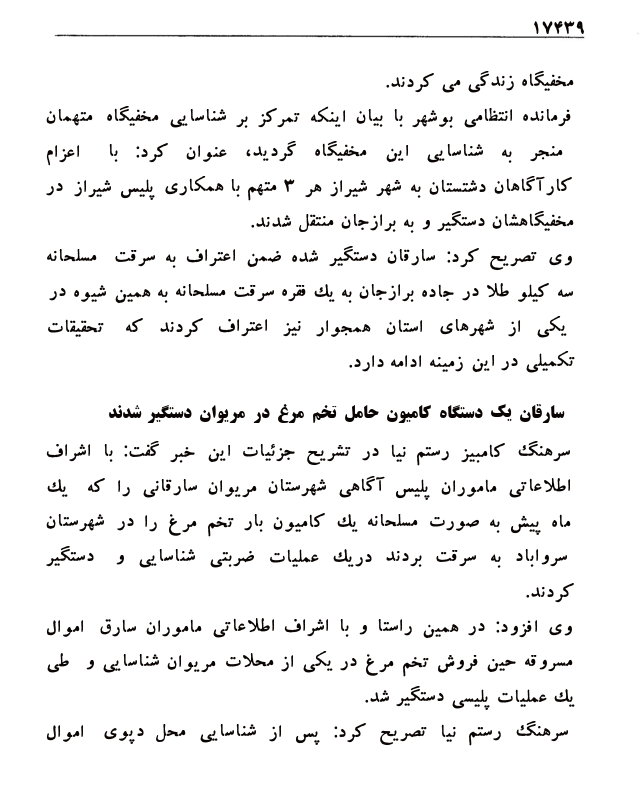 ۱۷۴۳۹
مخفیگاه زندگی می کردند.
فرمانده انتظامی بوشهر با بیان اینکه تمرکز بر شناسایی مخفیگاه متهمان
منجر به شناسایی این مخفیگاه گردید، عنوان کرد: با اعزام
کارآگاهان دشتستان به شهر شیراز هر ۳ متهم با همکاری پلیس شیراز در
مخفیگاهشان دستگیر و به برازجان منتقل شدند.
وی تصریح کرد: سارقان دستگیر شده ضمن اعتراف به سرقت مسلحانه
سه کیلو طلا در جاده برازجان به یك فقره سرقت مسلحانه به همین شیوه در
یکی از شهرهای استان همجوار نیز اعتراف کردند که تحقیقات
تکمیلی در این زمینه ادامه دارد.
سارقان یک دستگاه کامیون حامل تخم مرغ در مریوان دستگیر شدند
سرهنگ کامبیز رستم نیا در تشریح جزئیات این خبر گفت: با اشراف
اطلاعاتی ماموران پلیس آگاهی شهرستان مریوان سارقانی را که یك
ماه پیش به صورت مسلحانه یك کامیون بار تخم مرغ را در شهرستان
سرواباد به سرقت بردند دریك عملیات ضربتی شناسایی و دستگیر
کردند.
وی افزود: در همین راستا و با اشراف اطلاعاتی ماموران سارق اموال
مسروقه حین فروش تخم مرغ در یکی از محلات مریوان شناسایی و طی
یك عملیات پلیسی دستگیر شد.
سرهنگ رستم نیا تصریح کرد: پس از شناسایی محل دپوی اموال